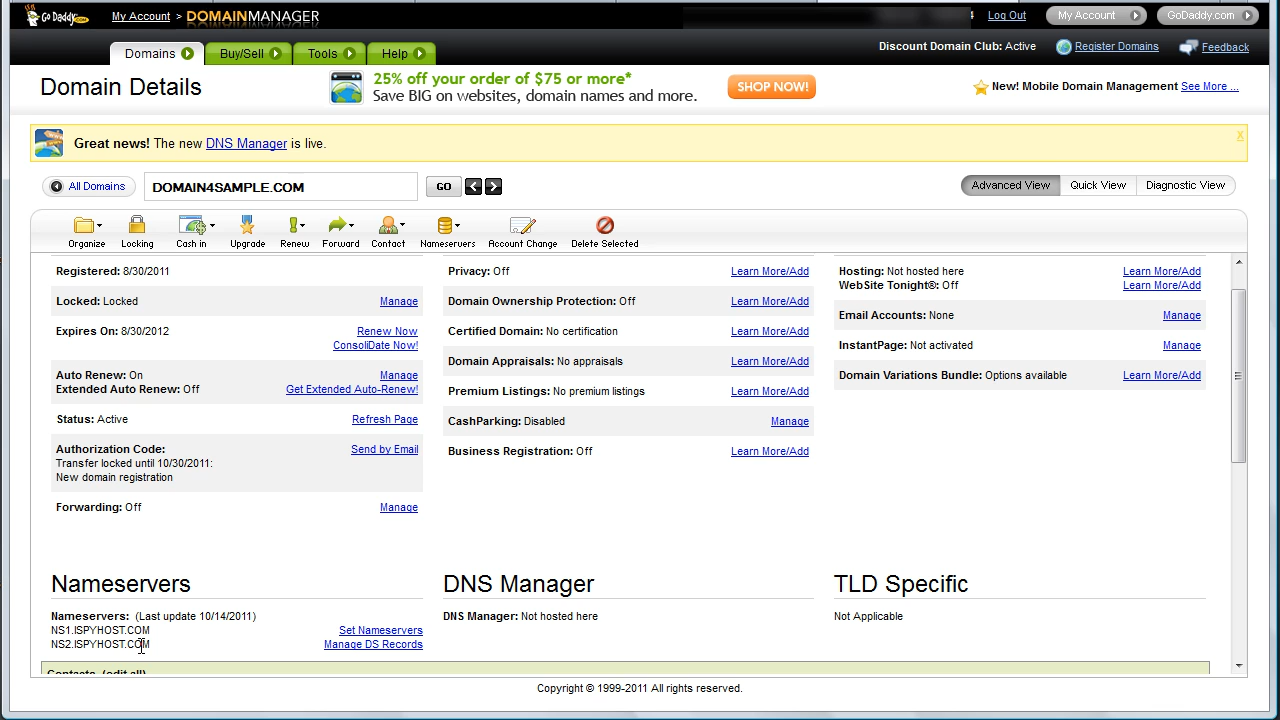 Go Daddy.com My Account > DOMAINMANAGER Log Out My Account GoDaddy.com
Domains Buy/Sell Tools Help Discount Domain Club: Active Register Domains Feedback
Domain Details 25% off your order of $75 or more* SHOP NOW! New! Mobile Domain Management See More ...
Save BIG on websites, domain names and more.
Great news! The new DNS Manager is live. x
All Domains DOMAIN4SAMPLE.COM GO Advanced View Quick View Diagnostic View
Organize Locking Cash in Upgrade Renew Forward Contact Nameservers Account Change Delete Selected
Registered: 8/30/2011
Locked: Locked Manage
Expires On: 8/30/2012 Renew Now
ConsoliDate Now!
Auto Renew: On Manage
Extended Auto Renew: Off Get Extended Auto-Renew!
Status: Active Refresh Page
Authorization Code: Send by Email
Transfer locked until 10/30/2011:
New domain registration
Forwarding: Off Manage
Privacy: Off Learn More/Add
Domain Ownership Protection: Off Learn More/Add
Certified Domain: No certification Learn More/Add
Domain Appraisals: No appraisals Learn More/Add
Premium Listings: No premium listings Learn More/Add
CashParking: Disabled Manage
Business Registration: Off Learn More/Add
Hosting: Not hosted here Learn More/Add
WebSite Tonight®: Off Learn More/Add
Email Accounts: None Manage
InstantPage: Not activated Manage
Domain Variations Bundle: Options available Learn More/Add
Nameservers
Nameservers: (Last update 10/14/2011)
NS1.ISPYHOST.COM Set Nameservers
NS2.ISPYHOST.COM Manage DS Records
DNS Manager
DNS Manager: Not hosted here
TLD Specific
Not Applicable
Contacts (edit all)
Copyright © 1999-2011 All rights reserved.